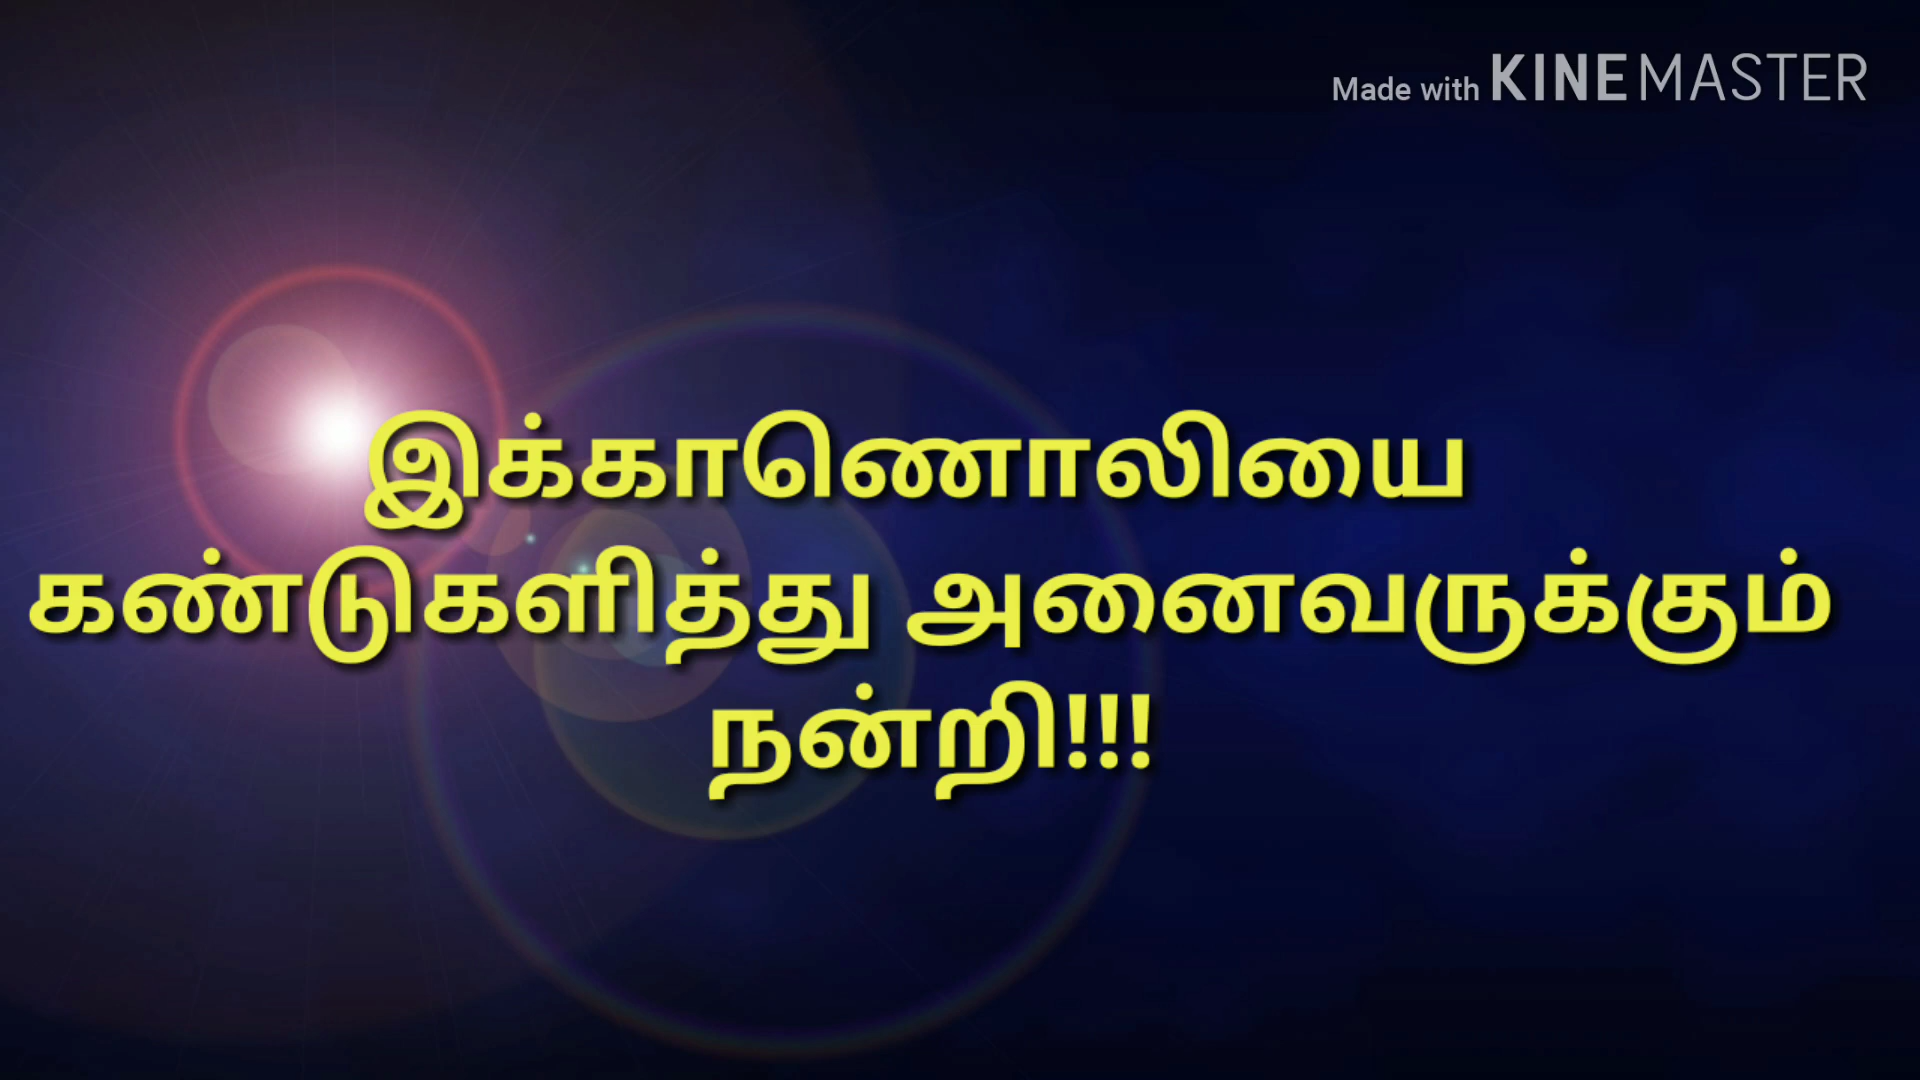 Made with KINEMASTER
இக்காணொலியை
கண்டுகளித்து அனைவருக்கும்
நன்றி!!!